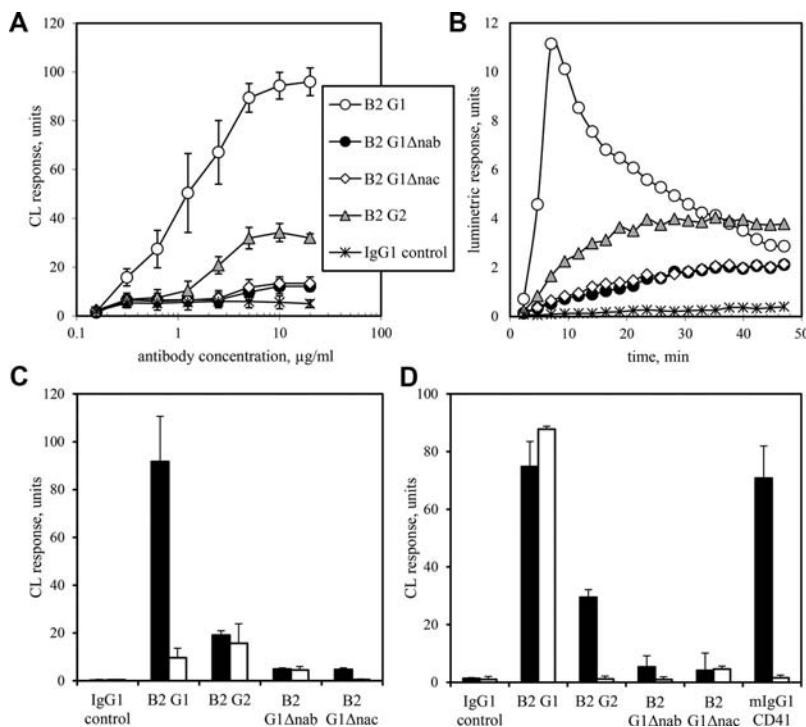 A
CL response, units
120
100
80
60
40
20
0
0.1
1
10
100
antibody concentration, µg/ml
B2 G1
B2 G1Δnab
B2 G1Δnac
B2 G2
IgG1 control
B
luminetric response, units
12
10
8
6
4
2
0
0
10
20
30
40
50
time, min
C
CL response, units
120
100
80
60
40
20
0
IgG1
control
B2 G1
B2 G2
B2
G1Δnab
B2
G1Δnac
D
CL response, units
100
80
60
40
20
0
IgG1
control
B2 G1
B2 G2
B2
G1Δnab
B2
G1Δnac
mIgG1
CD41